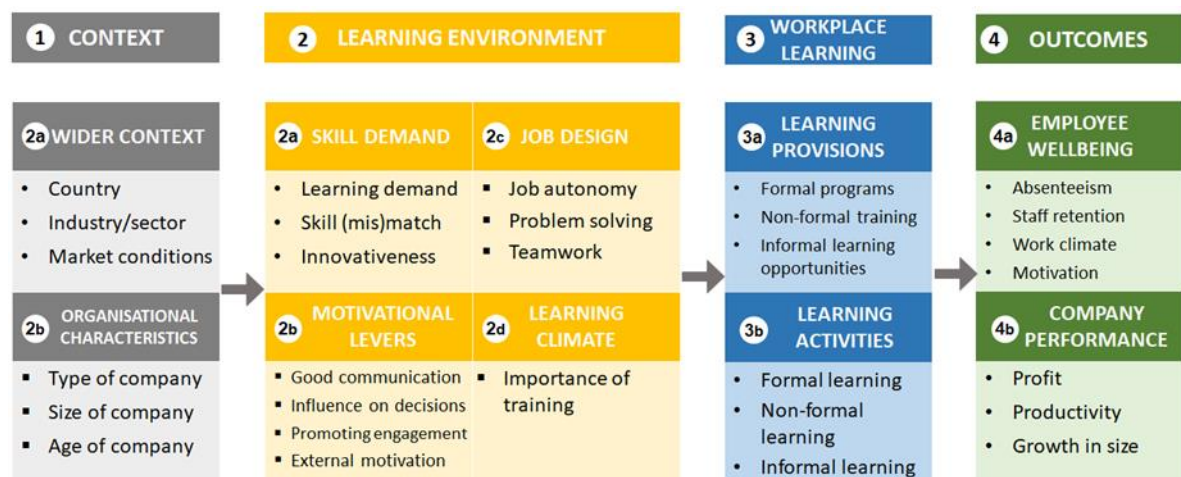 1 CONTEXT
2a WIDER CONTEXT
• Country
• Industry/sector
• Market conditions
2b ORGANISATIONAL
CHARACTERISTICS
▪ Type of company
▪ Size of company
▪ Age of company
2 LEARNING ENVIRONMENT
2a SKILL DEMAND
• Learning demand
• Skill (mis)match
• Innovativeness
2c JOB DESIGN
▪ Job autonomy
▪ Problem solving
▪ Teamwork
2b MOTIVATIONAL
LEVERS
▪ Good communication
▪ Influence on decisions
▪ Promoting engagement
▪ External motivation
2d LEARNING
CLIMATE
▪ Importance of
training
3 WORKPLACE
LEARNING
3a LEARNING
PROVISIONS
• Formal programs
• Non-formal training
• Informal learning
opportunities
3b LEARNING
ACTIVITIES
• Formal learning
• Non-formal
learning
• Informal learning
4 OUTCOMES
4a EMPLOYEE
WELLBEING
• Absenteeism
• Staff retention
• Work climate
• Motivation
4b COMPANY
PERFORMANCE
• Profit
• Productivity
• Growth in size